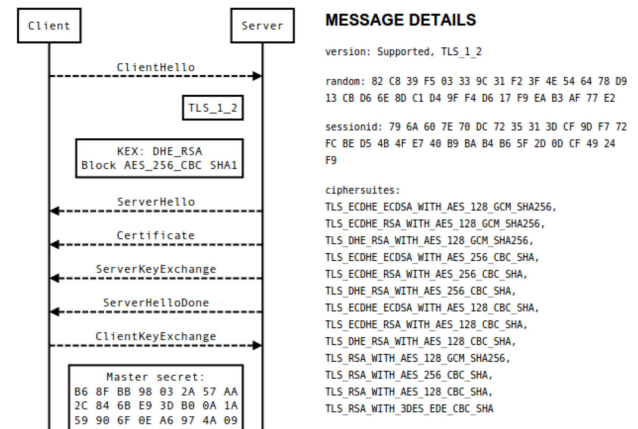 Client
Server
ClientHello
TLS_1_2
KEX: DHE_RSA
Block AES_256_CBC SHA1
ServerHello
Certificate
ServerKeyExchange
ServerHelloDone
ClientKeyExchange
Master secret:
B6 8F BB 98 03 2A 57 AA
2C 84 6B E9 3D B0 0A 1A
59 90 6F 0E A6 97 4A 09
MESSAGE DETAILS
version: Supported, TLS_1_2
random: 82 C8 39 F5 03 33 9C 31 F2 3F 4E 54 64 78 D9
13 CB D6 6E 8D C1 D4 9F F4 D6 17 F9 EA B3 AF 77 E2
sessionid: 79 6A 60 7E 70 DC 72 35 31 3D CF 9D F7 72
FC BE D5 4B 4F E7 40 B9 BA B4 B6 5F 2D 0D CF 49 24
F9
ciphersuites:
TLS_ECDHE_ECDSA_WITH_AES_128_GCM_SHA256,
TLS_ECDHE_RSA_WITH_AES_128_GCM_SHA256,
TLS_DHE_RSA_WITH_AES_128_GCM_SHA256,
TLS_ECDHE_ECDSA_WITH_AES_256_CBC_SHA,
TLS_ECDHE_RSA_WITH_AES_256_CBC_SHA,
TLS_DHE_RSA_WITH_AES_256_CBC_SHA,
TLS_ECDHE_ECDSA_WITH_AES_128_CBC_SHA,
TLS_ECDHE_RSA_WITH_AES_128_CBC_SHA,
TLS_DHE_RSA_WITH_AES_128_CBC_SHA,
TLS_RSA_WITH_AES_128_GCM_SHA256,
TLS_RSA_WITH_AES_256_CBC_SHA,
TLS_RSA_WITH_AES_128_CBC_SHA,
TLS_RSA_WITH_3DES_EDE_CBC_SHA